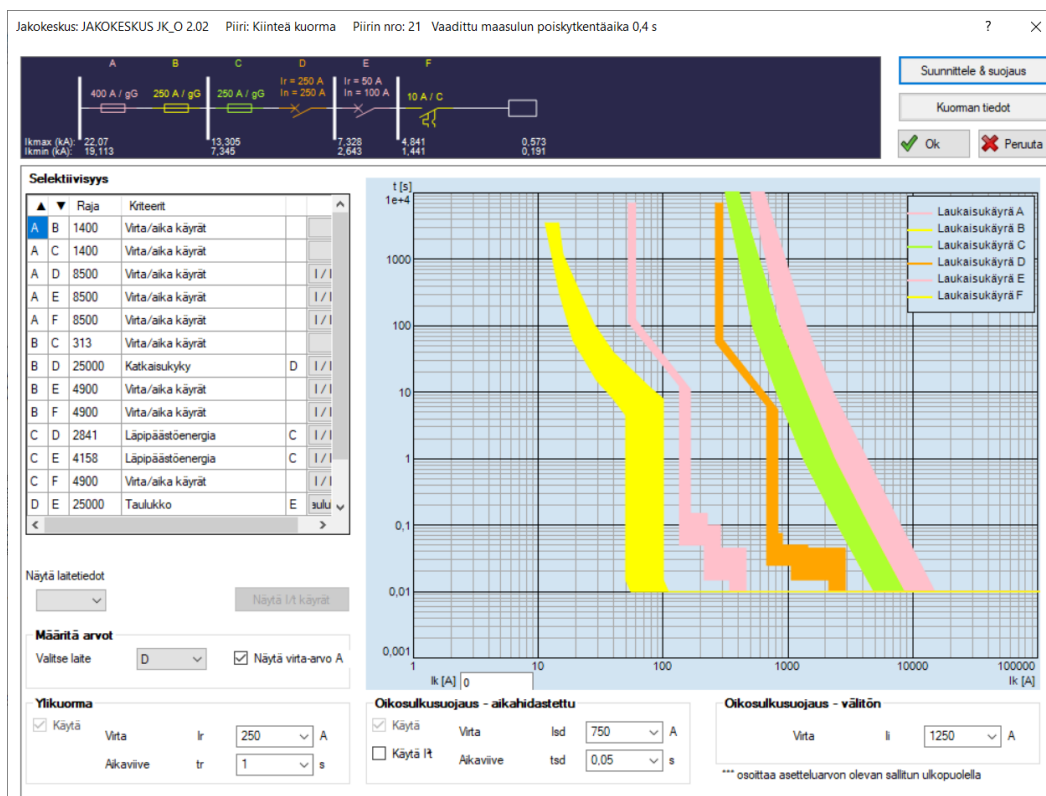 Jakokeskus: JAKOKESKUS JK_O 2.02 Piiri: Kiinteä kuorma Piirin nro: 21 Vaadittu maasulun poiskytkentäaika 0,4 s ?
A B C D E F
Ir = 250 A Ir = 50 A
400 A / gG 250 A / gG 250 A / gG In = 250 A In = 100 A 10 A / C
Ikmax (kA): 22,07 13,305 7,328 4,841 0,573
Ikmin (kA): 19,113 7,345 2,643 1,441 0,191
Suunnittele & suojaus
Kuorman tiedot
Ok Peruuta
Selektiivisyys
▲ ▼ Raja Kriteerit
A B 1400 Virta/aika käyrät
A C 1400 Virta/aika käyrät
A D 8500 Virta/aika käyrät I / I
A E 8500 Virta/aika käyrät I / I
A F 8500 Virta/aika käyrät I / I
B C 313 Virta/aika käyrät
B D 25000 Katkaisukyky D I / I
B E 4900 Virta/aika käyrät I / I
B F 4900 Virta/aika käyrät I / I
C D 2841 Läpipäästöenergia C I / I
C E 4158 Läpipäästöenergia C I / I
C F 4900 Virta/aika käyrät I / I
D E 25000 Taulukko E aulu
Näytä laitetiedot
Näytä I/t käyrät
Määritä arvot
Valitse laite D Näytä virta-arvo A
Ylikuorma
Käytä
Virta Ir 250 A
Aikaviive tr 1 s
t [s]
1e+4
1000
100
10
1
0,1
0,01
0,001
1 10 100 1000 10000 100000
Ik [A] 0 Ik [A]
Laukaisukäyrä A
Laukaisukäyrä B
Laukaisukäyrä C
Laukaisukäyrä D
Laukaisukäyrä E
Laukaisukäyrä F
Oikosulkusuojaus - aikahidastettu
Käytä Virta Isd 750 A
Käytä I²t Aikaviive tsd 0,05 s
Oikosulkusuojaus - välitön
Virta Ii 1250 A
*** osoittaa asetteluarvon olevan sallitun ulkopuolella